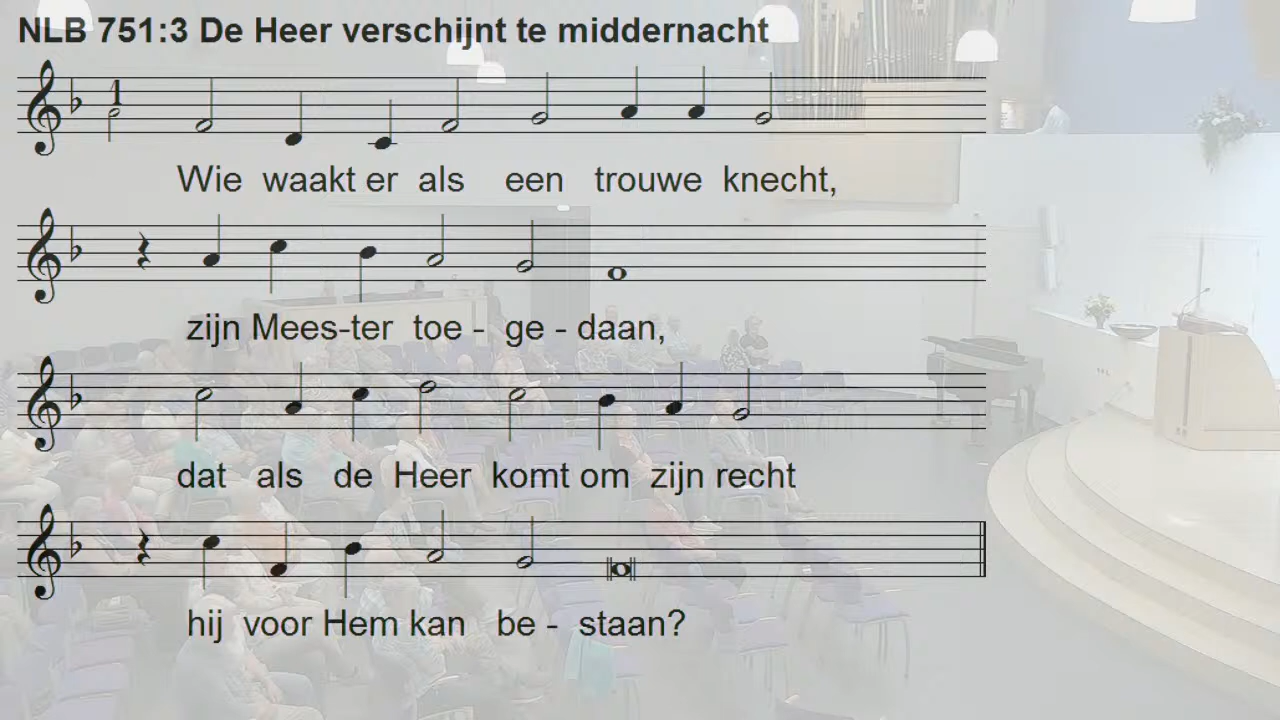 NLB 751:3 De Heer verschijnt te middernacht
1
Wie waakt er als een trouwe knecht,
zijn Mees-ter toe - ge - daan,
dat als de Heer komt om zijn recht
hij voor Hem kan be - staan?